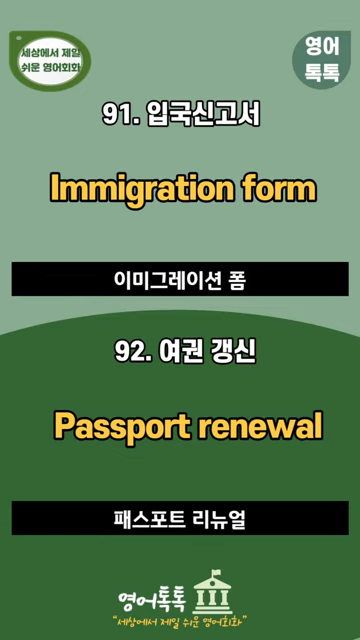 세상에서 제일
쉬운 영어회화
영어
톡톡
91. 입국신고서
Immigration form
이미그레이션 폼
92. 여권 갱신
Passport renewal
패스포트 리뉴얼
영어톡톡
"세상에서 제일 쉬운 영어회화"